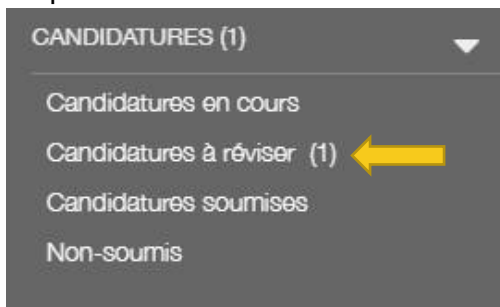 CANDIDATURES (1)
Candidatures en cours
Candidatures à réviser (1)
Candidatures soumises
Non-soumis